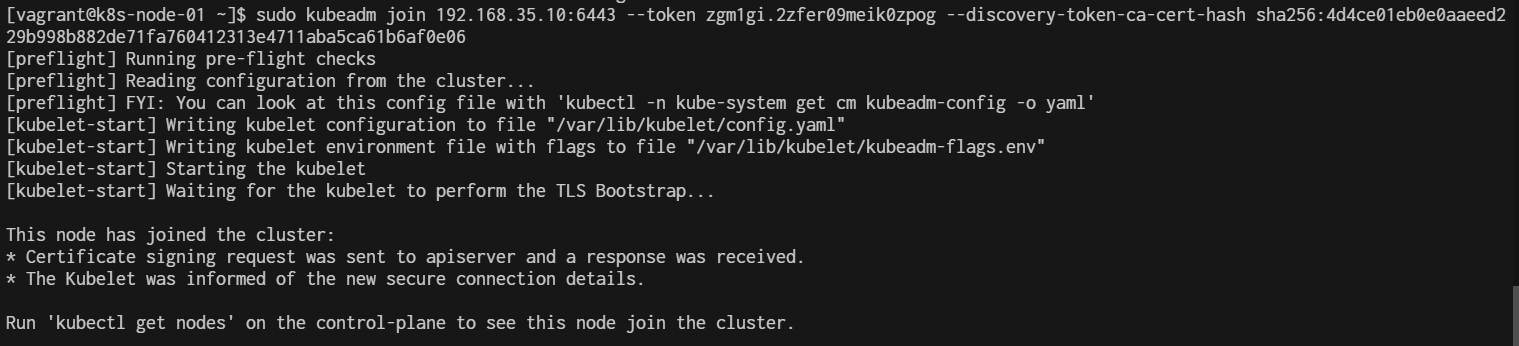 [vagrant@k8s-node-01 ~]$ sudo kubeadm join 192.168.35.10:6443 --token zgm1gi.2zfer09meik0zpog --discovery-token-ca-cert-hash sha256:4d4ce01eb0e0aaeed2
29b998b882de71fa760412313e4711aba5ca61b6af0e06
[preflight] Running pre-flight checks
[preflight] Reading configuration from the cluster...
[preflight] FYI: You can look at this config file with 'kubectl -n kube-system get cm kubeadm-config -o yaml'
[kubelet-start] Writing kubelet configuration to file "/var/lib/kubelet/config.yaml"
[kubelet-start] Writing kubelet environment file with flags to file "/var/lib/kubelet/kubeadm-flags.env"
[kubelet-start] Starting the kubelet
[kubelet-start] Waiting for the kubelet to perform the TLS Bootstrap...
This node has joined the cluster:
* Certificate signing request was sent to apiserver and a response was received.
* The Kubelet was informed of the new secure connection details.
Run 'kubectl get nodes' on the control-plane to see this node join the cluster.